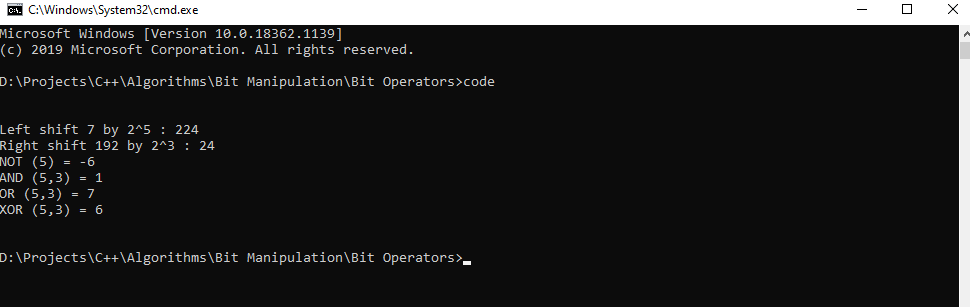 C:\Windows\System32\cmd.exe
Microsoft Windows [Version 10.0.18362.1139]
(c) 2019 Microsoft Corporation. All rights reserved.
D:\Projects\C++\Algorithms\Bit Manipulation\Bit Operators>code
Left shift 7 by 2^5 : 224
Right shift 192 by 2^3 : 24
NOT (5) = -6
AND (5,3) = 1
OR (5,3) = 7
XOR (5,3) = 6
D:\Projects\C++\Algorithms\Bit Manipulation\Bit Operators>